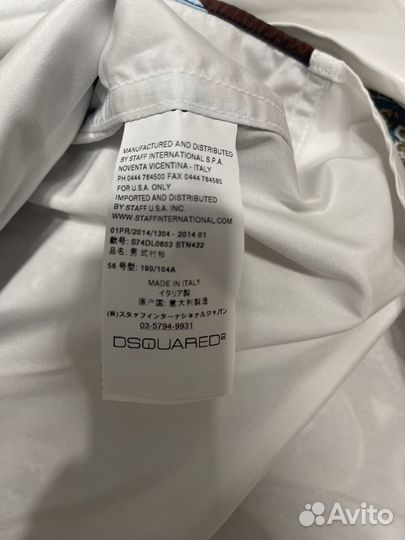 MANUFACTURED AND DISTRIBUTED
BY STAFF INTERNATIONAL S.P.A.
NOVENTA VICENTINA - ITALY
PH 0444 784500 FAX 0444 784580
FOR U.S.A. ONLY
IMPORTED AND DISTRIBUTED
BY STAFF U.S.A. INC.
WWW.STAFFINTERNATIONAL.COM
01PR/2014/1304 - 2014 01
款号: S74DL0603 STN432
品名: 男式衬衫
56 号型: 190/104A
MADE IN ITALY
イタリア製
原产国: 意大利製造
(株)スタッフインターナショナルジャパン
03-5794-9931
DSQUARED2
Avito